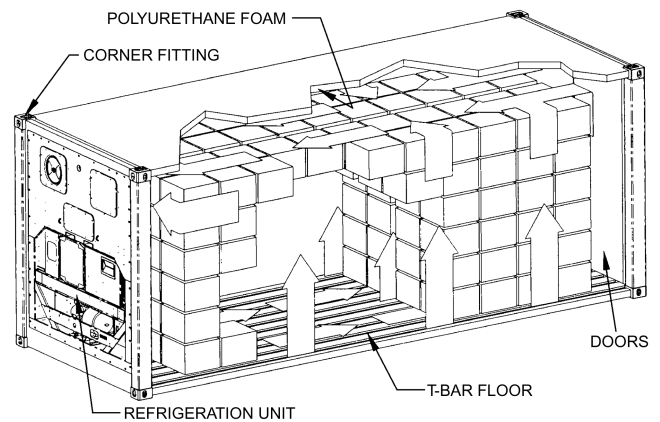 POLYURETHANE FOAM
CORNER FITTING
DOORS
T-BAR FLOOR
REFRIGERATION UNIT